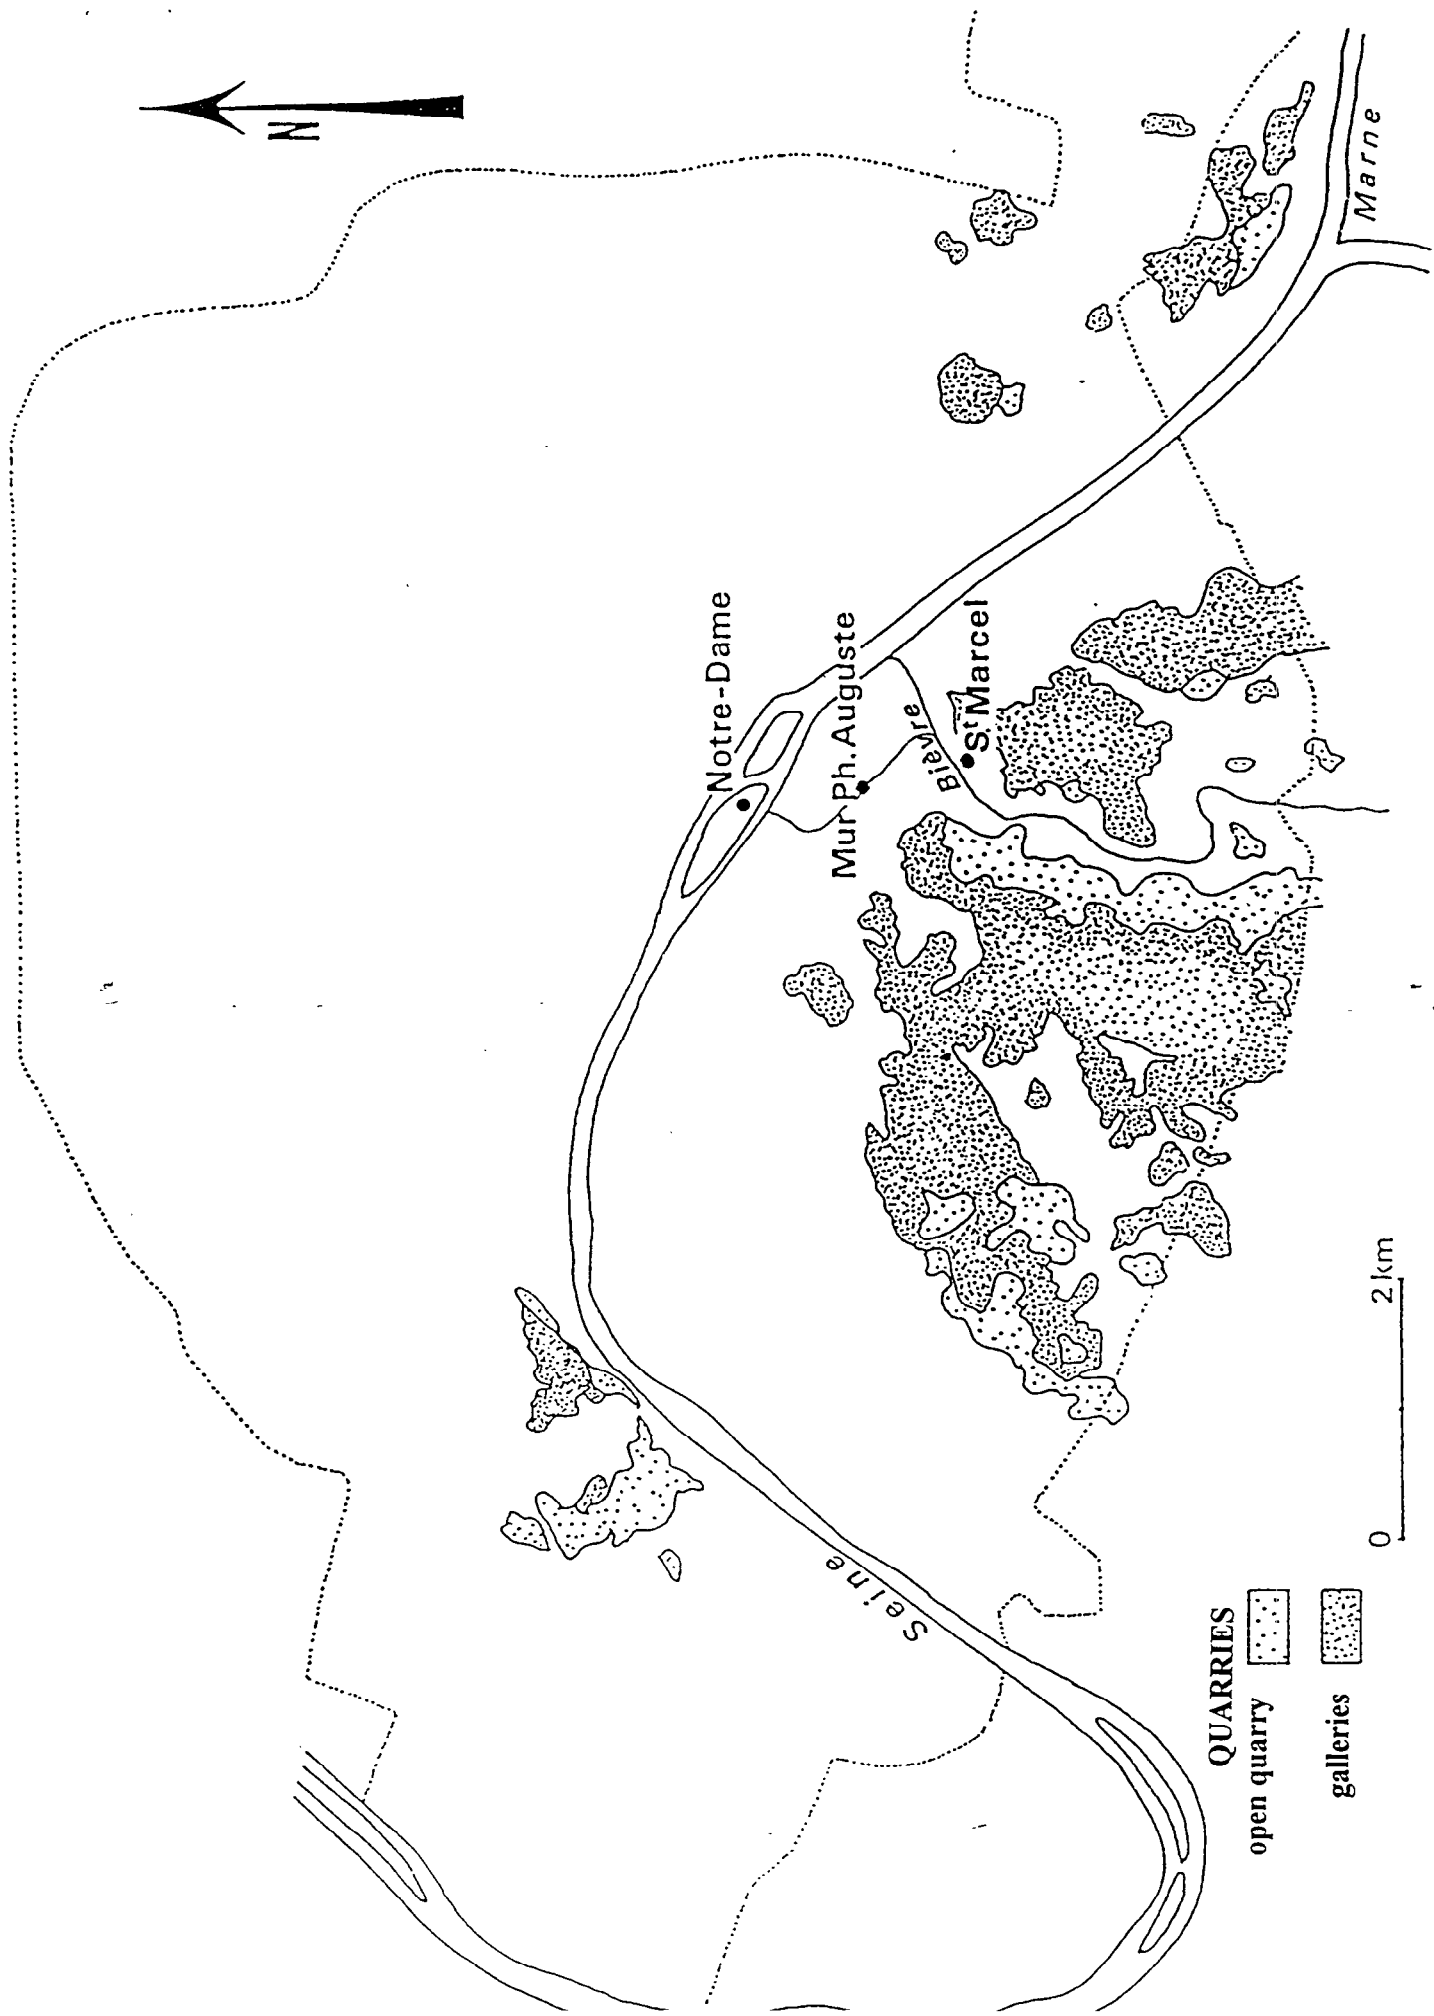 N
Notre-Dame
Mur Ph. Auguste
Bièvre
St Marcel
Marne
Seine
QUARRIES
open quarry
galleries
0 2 km